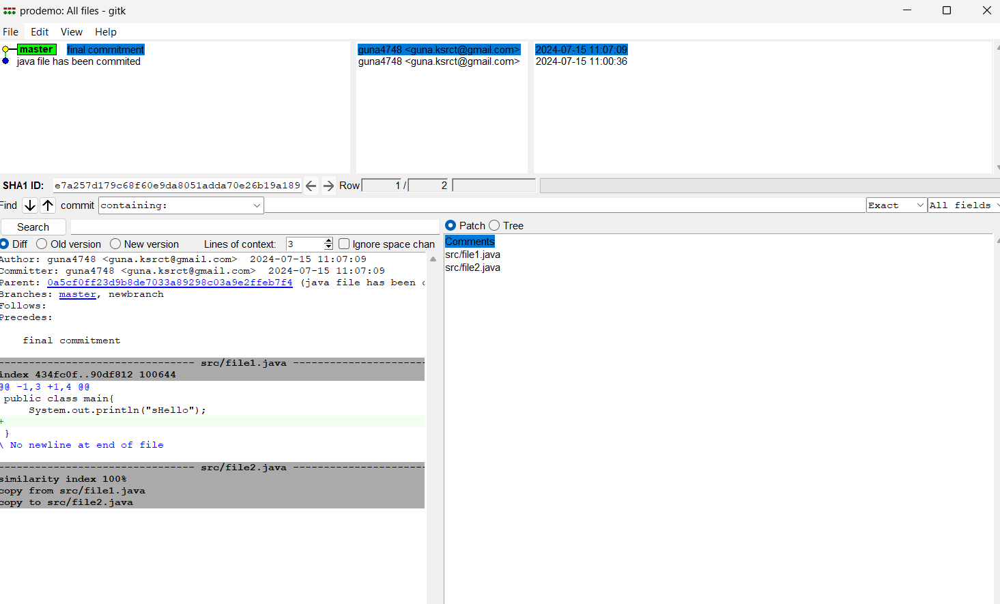 prodemo: All files - gitk
File Edit View Help
master final commitment guna4748 <guna.ksrct@gmail.com> 2024-07-15 11:07:09
java file has been commited guna4748 <guna.ksrct@gmail.com> 2024-07-15 11:00:36
SHA1 ID: e7a257d179c68f60e9da8051adda70e26b19a189 Row 1 / 2
Find commit containing: Exact All fields
Search
Patch Tree
Diff Old version New version Lines of context: 3 Ignore space chan
Comments
src/file1.java
src/file2.java
Author: guna4748 <guna.ksrct@gmail.com> 2024-07-15 11:07:09
Committer: guna4748 <guna.ksrct@gmail.com> 2024-07-15 11:07:09
Parent: 0a5cf0ff23d9b8de7033a89298c03a9e2ffeb7f4 (java file has been c
Branches: master, newbranch
Follows:
Precedes:
final commitment
------------------------------- src/file1.java ----------------------
index 434fc0f..90df812 100644
@@ -1,3 +1,4 @@
public class main{
System.out.println("sHello");
+
}
\ No newline at end of file
------------------------------- src/file2.java ----------------------
similarity index 100%
copy from src/file1.java
copy to src/file2.java